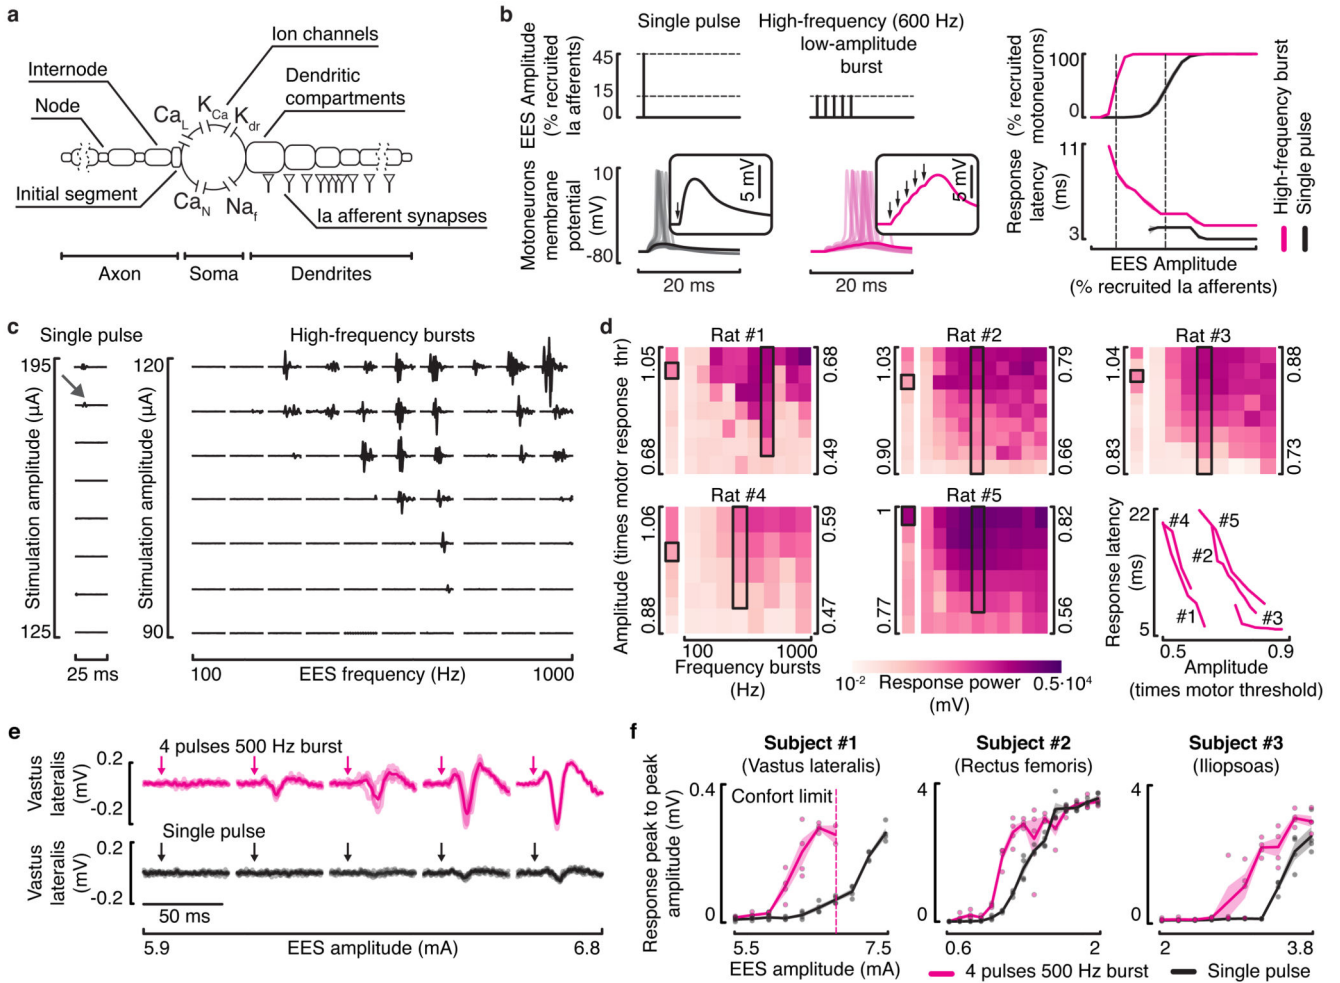 a
Ion channels
Internode
Node
Dendritic
compartments
Ca_L
K_Ca
K_dr
Initial segment
Ca_N
Na_f
Ia afferent synapses
Axon
Soma
Dendrites
b
Single pulse
High-frequency (600 Hz)
low-amplitude
burst
EES Amplitude
(% recruited
Ia afferents)
45
30
15
0
Motoneurons
membrane
potential
(mV)
10
-80
5 mV
5 mV
20 ms
20 ms
(% recruited
motoneurons)
100
0
Response
latency
(ms)
11
3
EES Amplitude
(% recruited Ia afferents)
High-frequency burst
Single pulse
c
Single pulse
High-frequency bursts
Stimulation amplitude (µA)
195
125
25 ms
Stimulation amplitude (µA)
120
90
100
EES frequency (Hz)
1000
d
Amplitude (times motor response thr)
Rat #1
1.05
0.68
0.68
0.49
Rat #2
1.03
0.90
0.79
0.66
Rat #3
1.04
0.83
0.88
0.73
Rat #4
1.06
0.88
0.59
0.47
100
1000
Frequency bursts
(Hz)
Rat #5
1
0.77
0.82
0.56
10⁻²
Response power
(mV)
0.5·10⁴
Response latency
(ms)
22
5
#4
#5
#2
#1
#3
0.5
0.9
Amplitude
(times motor threshold)
e
4 pulses 500 Hz burst
Vastus
lateralis
(mV)
0.2
-0.2
Single pulse
Vastus
lateralis
(mV)
0.2
-0.2
50 ms
5.9
EES amplitude (mA)
6.8
f
Response peak to peak
amplitude (mV)
Subject #1
(Vastus lateralis)
0.4
0
Confort limit
5.5
7.5
EES amplitude (mA)
Subject #2
(Rectus femoris)
4
0
0.6
2
Subject #3
(Iliopsoas)
4
0
2
3.8
4 pulses 500 Hz burst
Single pulse